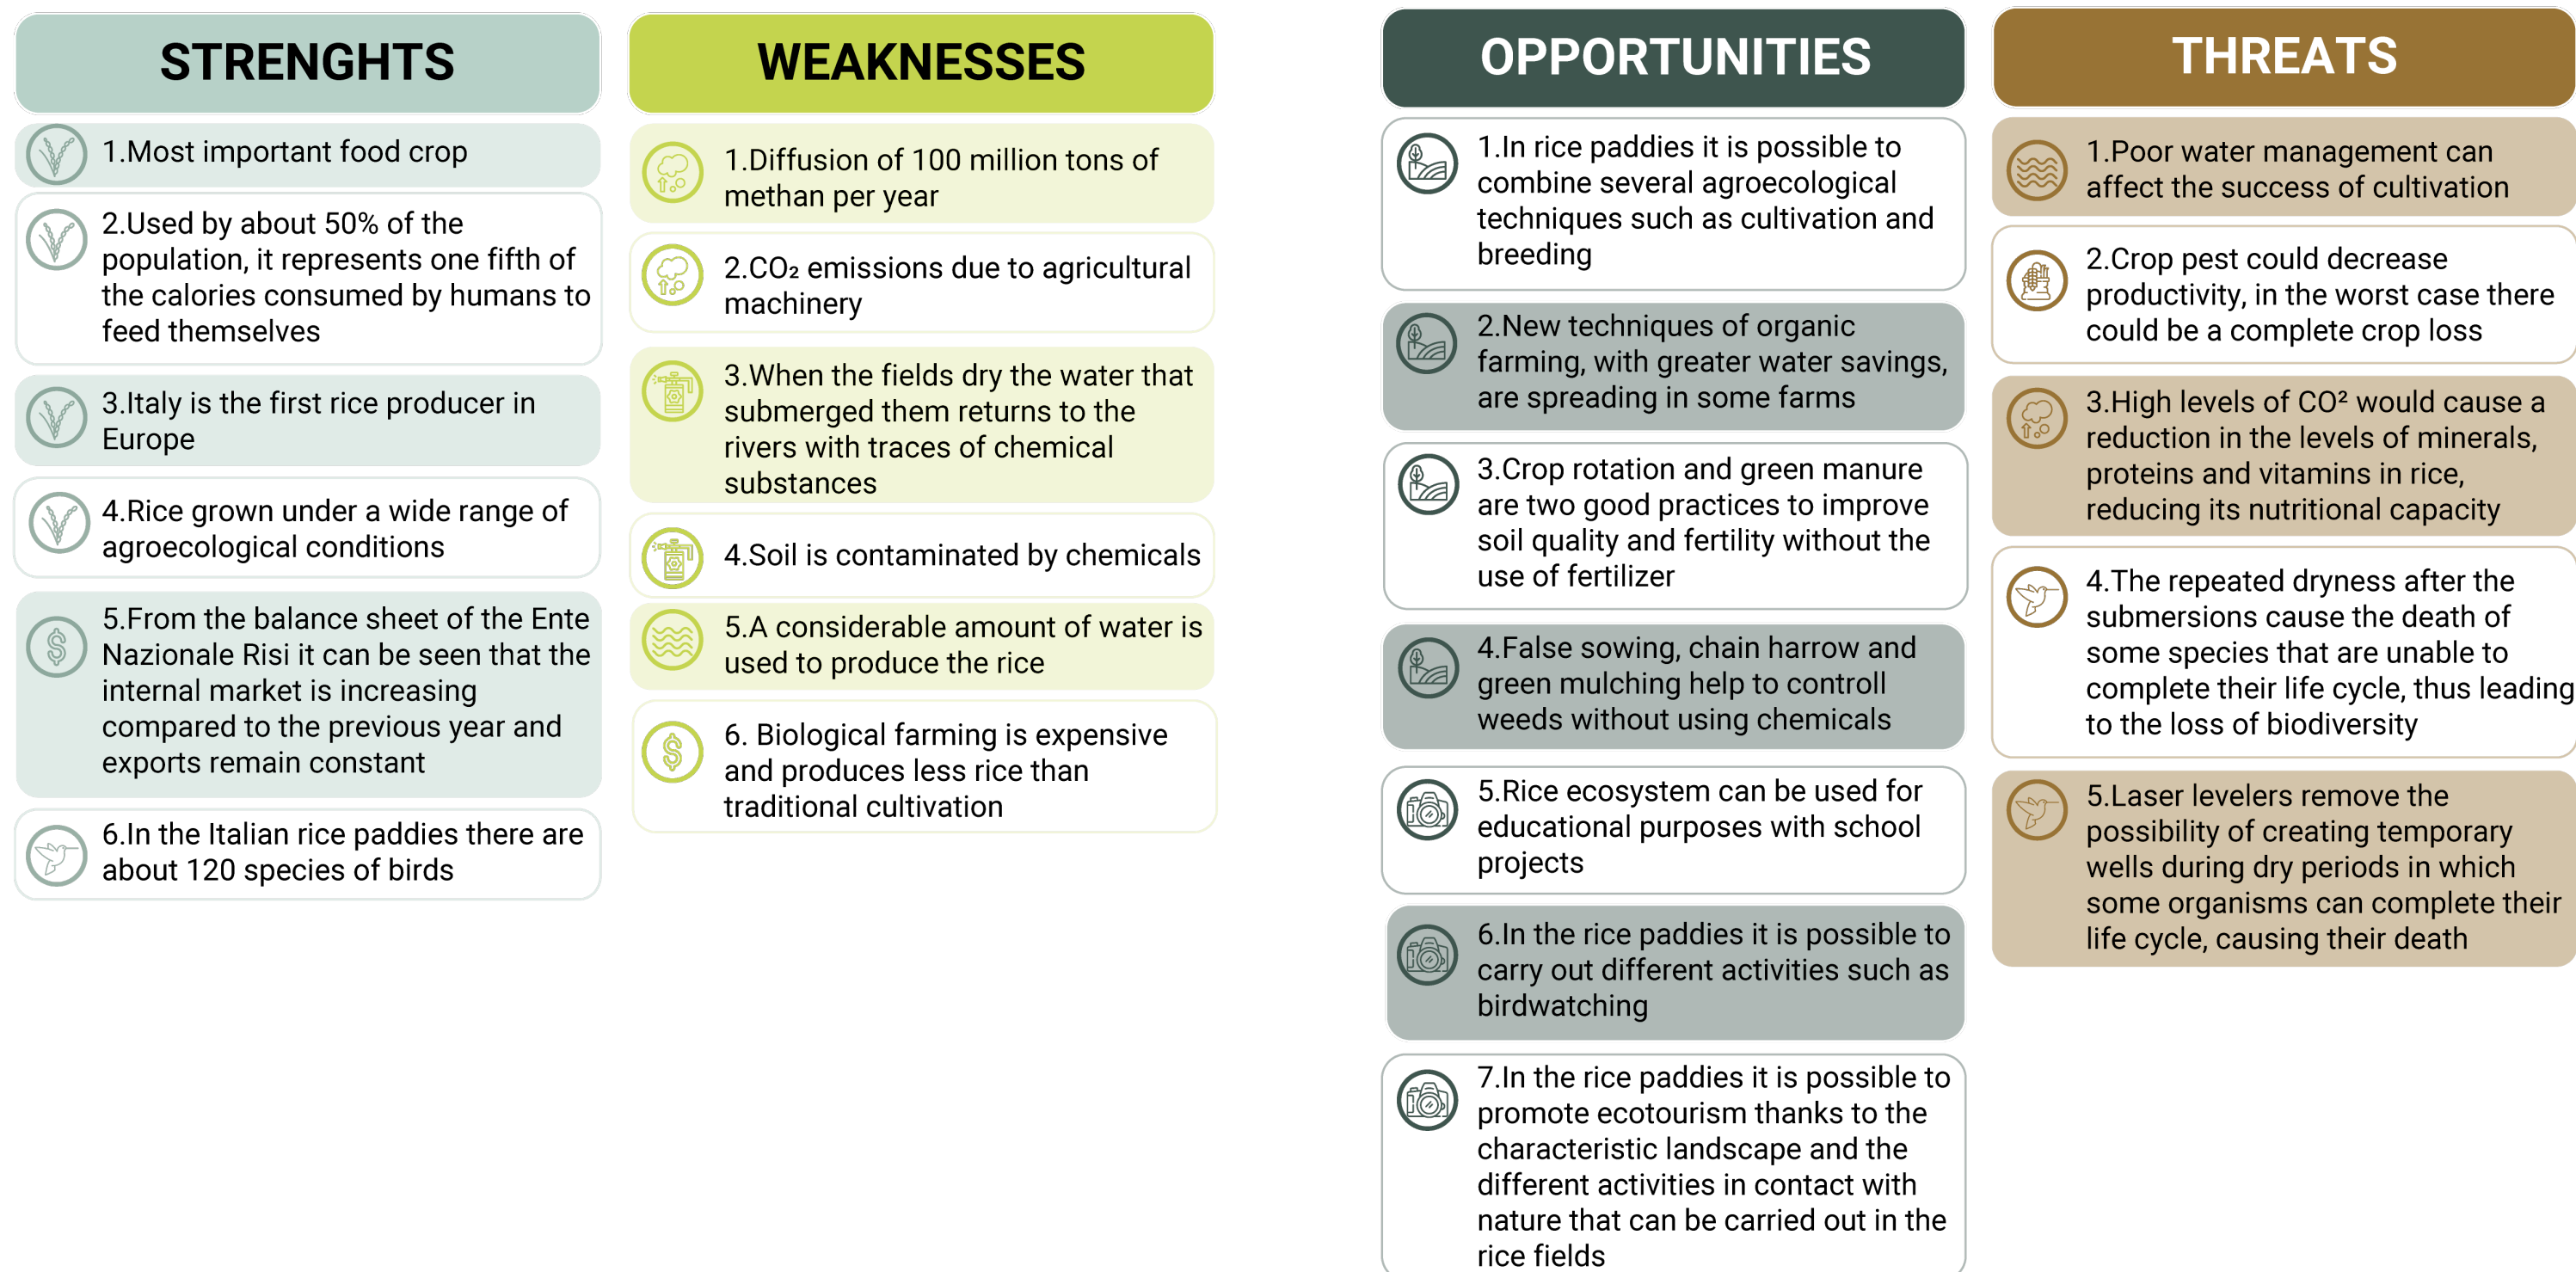 STRENGHTS
1.Most important food crop
2.Used by about 50% of the
population, it represents one fifth of
the calories consumed by humans to
feed themselves
3.Italy is the first rice producer in
Europe
4.Rice grown under a wide range of
agroecological conditions
5.From the balance sheet of the Ente
Nazionale Risi it can be seen that the
internal market is increasing
compared to the previous year and
exports remain constant
6.In the Italian rice paddies there are
about 120 species of birds
WEAKNESSES
1.Diffusion of 100 million tons of
methan per year
2.CO₂ emissions due to agricultural
machinery
3.When the fields dry the water that
submerged them returns to the
rivers with traces of chemical
substances
4.Soil is contaminated by chemicals
5.A considerable amount of water is
used to produce the rice
6. Biological farming is expensive
and produces less rice than
traditional cultivation
OPPORTUNITIES
1.In rice paddies it is possible to
combine several agroecological
techniques such as cultivation and
breeding
2.New techniques of organic
farming, with greater water savings,
are spreading in some farms
3.Crop rotation and green manure
are two good practices to improve
soil quality and fertility without the
use of fertilizer
4.False sowing, chain harrow and
green mulching help to controll
weeds without using chemicals
5.Rice ecosystem can be used for
educational purposes with school
projects
6.In the rice paddies it is possible to
carry out different activities such as
birdwatching
7.In the rice paddies it is possible to
promote ecotourism thanks to the
characteristic landscape and the
different activities in contact with
nature that can be carried out in the
rice fields
THREATS
1.Poor water management can
affect the success of cultivation
2.Crop pest could decrease
productivity, in the worst case there
could be a complete crop loss
3.High levels of CO² would cause a
reduction in the levels of minerals,
proteins and vitamins in rice,
reducing its nutritional capacity
4.The repeated dryness after the
submersions cause the death of
some species that are unable to
complete their life cycle, thus leading
to the loss of biodiversity
5.Laser levelers remove the
possibility of creating temporary
wells during dry periods in which
some organisms can complete their
life cycle, causing their death